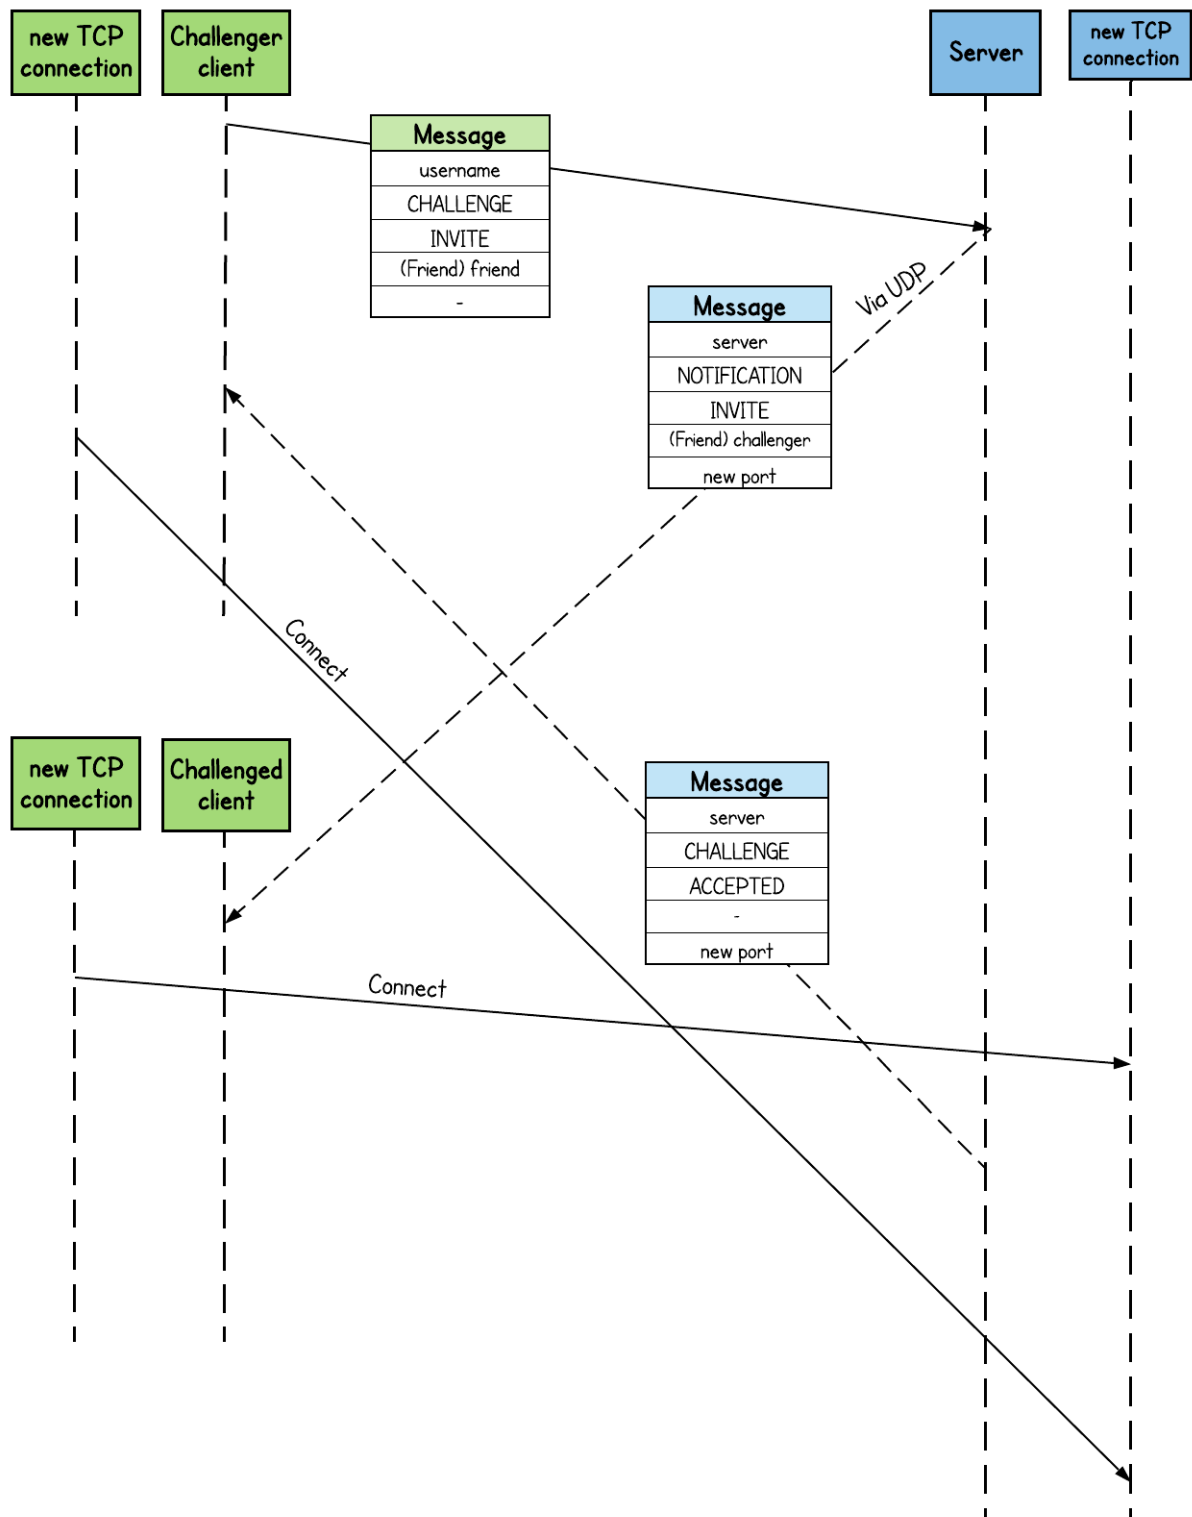 new TCP
connection
Challenger
client
Server
new TCP
connection
Message
username
CHALLENGE
INVITE
(Friend) friend
-
Via UDP
Message
server
NOTIFICATION
INVITE
(Friend) challenger
new port
Connect
new TCP
connection
Challenged
client
Message
server
CHALLENGE
ACCEPTED
-
new port
Connect